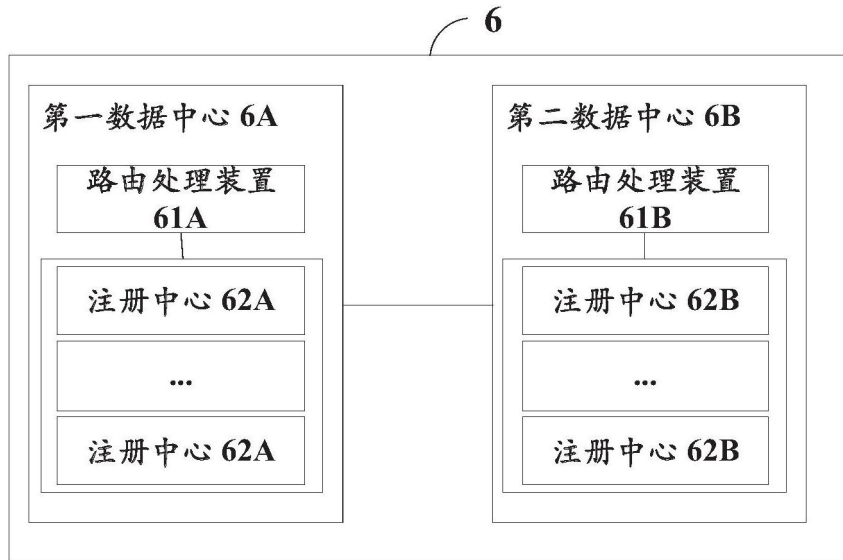 6
第一数据中心 6A
路由处理装置
61A
注册中心 62A
...
注册中心 62A
第二数据中心 6B
路由处理装置
61B
注册中心 62B
...
注册中心 62B